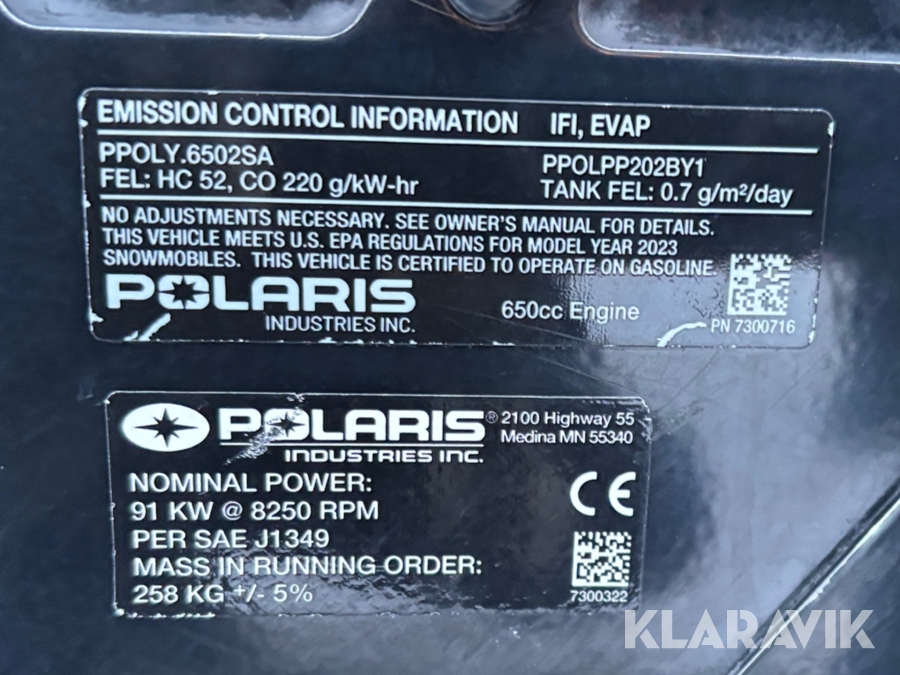 EMISSION CONTROL INFORMATION IFI, EVAP
PPOLY.6502SA PPOLPP202BY1
FEL: HC 52, CO 220 g/kW-hr TANK FEL: 0.7 g/m²/day
NO ADJUSTMENTS NECESSARY. SEE OWNER'S MANUAL FOR DETAILS.
THIS VEHICLE MEETS U.S. EPA REGULATIONS FOR MODEL YEAR 2023
SNOWMOBILES. THIS VEHICLE IS CERTIFIED TO OPERATE ON GASOLINE.
POLARIS
INDUSTRIES INC.
650cc Engine
PN 7300716
POLARIS®
INDUSTRIES INC.
2100 Highway 55
Medina MN 55340
NOMINAL POWER:
91 KW @ 8250 RPM
PER SAE J1349
MASS IN RUNNING ORDER:
258 KG +/- 5%
CE
7300322
KLARAVIK